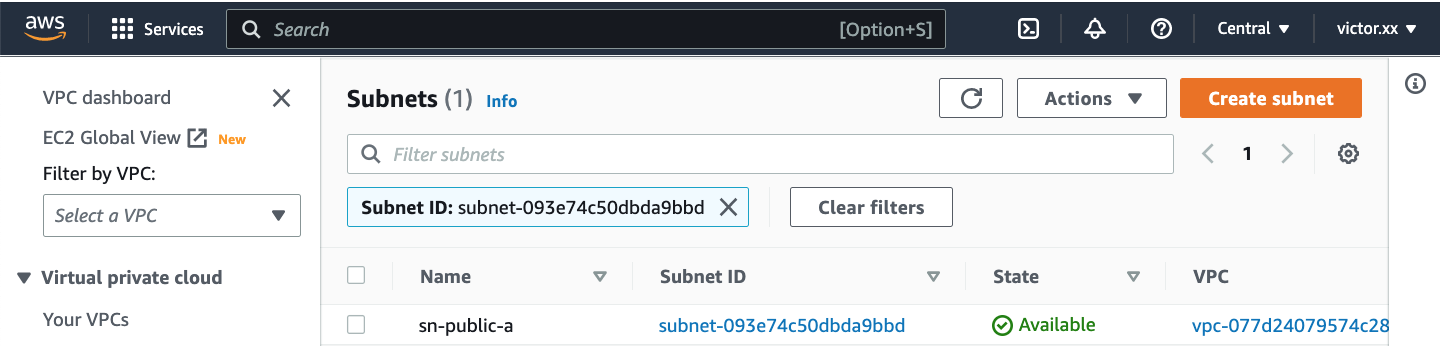 aws Services Search [Option+S] Central victor.xx
VPC dashboard
EC2 Global View New
Filter by VPC:
Select a VPC
Virtual private cloud
Your VPCs
Subnets (1) Info Actions Create subnet
Filter subnets 1
Subnet ID: subnet-093e74c50dbda9bbd Clear filters
Name Subnet ID State VPC
sn-public-a subnet-093e74c50dbda9bbd Available vpc-077d24079574c28